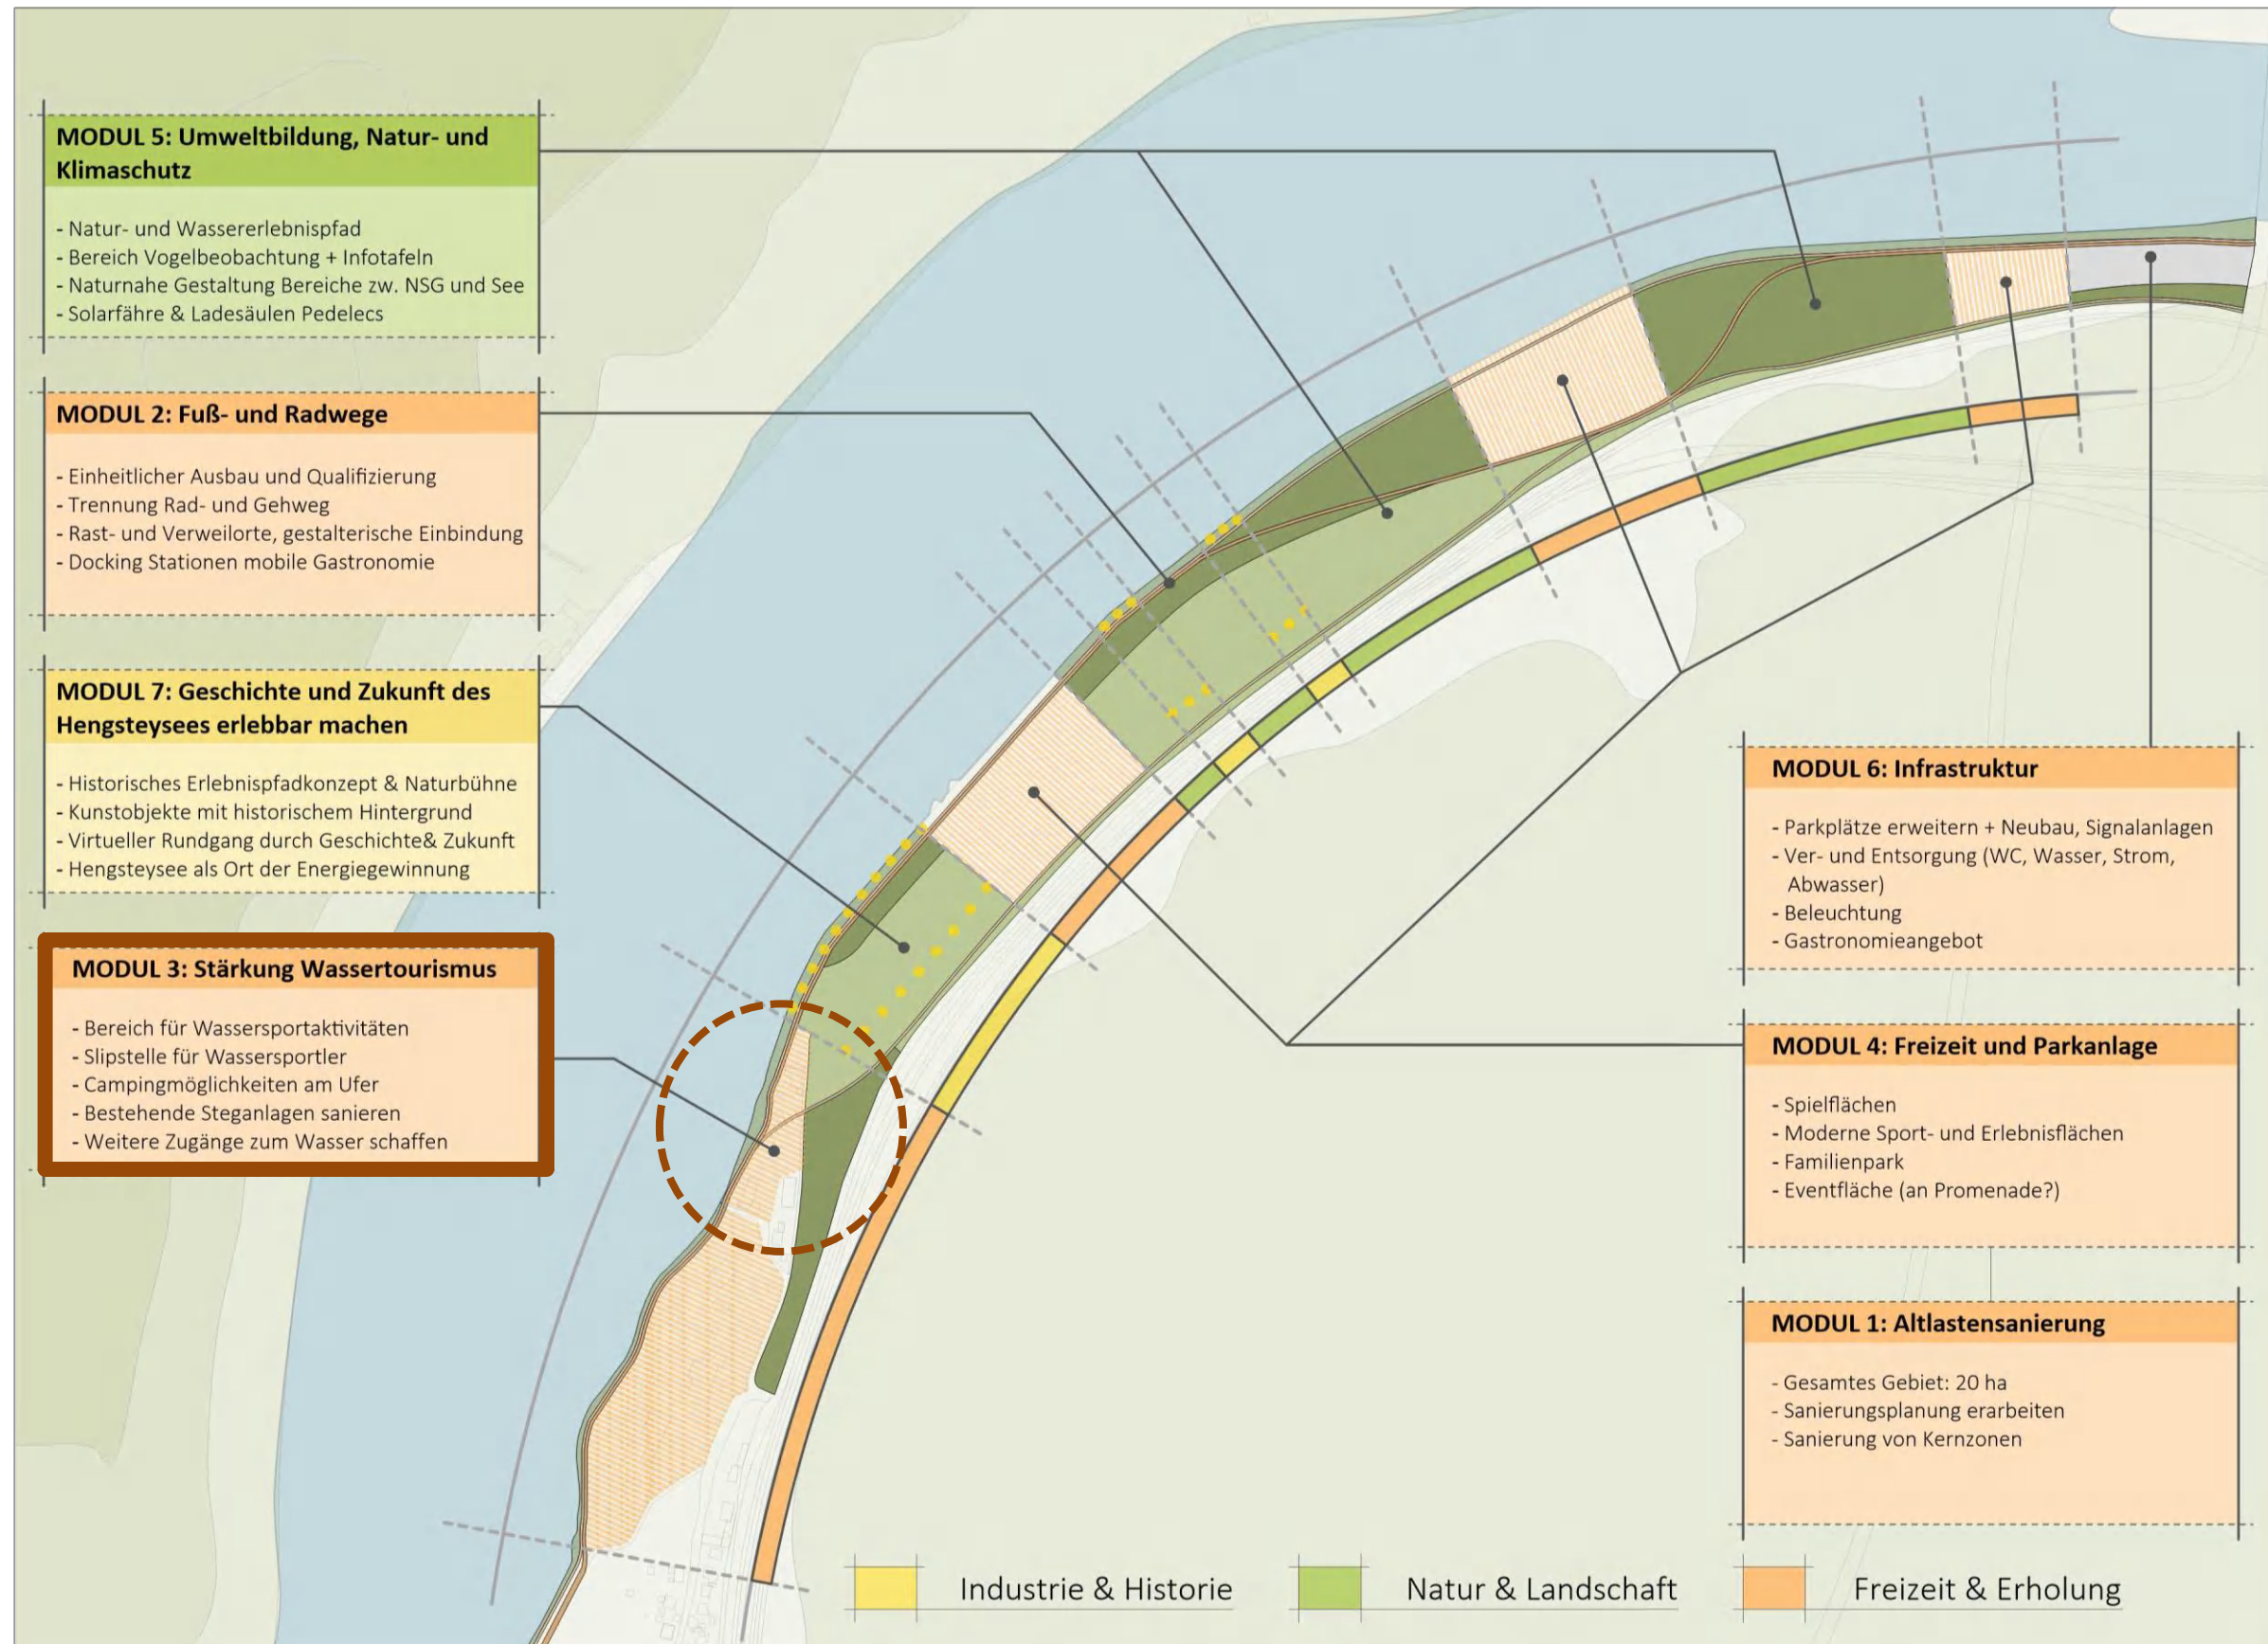 MODUL 5: Umweltbildung, Natur- und
Klimaschutz
- Natur- und Wassererlebnispfad
- Bereich Vogelbeobachtung + Infotafeln
- Naturnahe Gestaltung Bereiche zw. NSG und See
- Solarfähre & Ladesäulen Pedelecs
MODUL 2: Fuß- und Radwege
- Einheitlicher Ausbau und Qualifizierung
- Trennung Rad- und Gehweg
- Rast- und Verweilorte, gestalterische Einbindung
- Docking Stationen mobile Gastronomie
MODUL 7: Geschichte und Zukunft des
Hengsteysees erlebbar machen
- Historisches Erlebnispfadkonzept & Naturbühne
- Kunstobjekte mit historischem Hintergrund
- Virtueller Rundgang durch Geschichte& Zukunft
- Hengsteysee als Ort der Energiegewinnung
MODUL 3: Stärkung Wassertourismus
- Bereich für Wassersportaktivitäten
- Slipstelle für Wassersportler
- Campingmöglichkeiten am Ufer
- Bestehende Steganlagen sanieren
- Weitere Zugänge zum Wasser schaffen
MODUL 6: Infrastruktur
- Parkplätze erweitern + Neubau, Signalanlagen
- Ver- und Entsorgung (WC, Wasser, Strom,
Abwasser)
- Beleuchtung
- Gastronomieangebot
MODUL 4: Freizeit und Parkanlage
- Spielflächen
- Moderne Sport- und Erlebnisflächen
- Familienpark
- Eventfläche (an Promenade?)
MODUL 1: Altlastensanierung
- Gesamtes Gebiet: 20 ha
- Sanierungsplanung erarbeiten
- Sanierung von Kernzonen
Industrie & Historie
Natur & Landschaft
Freizeit & Erholung